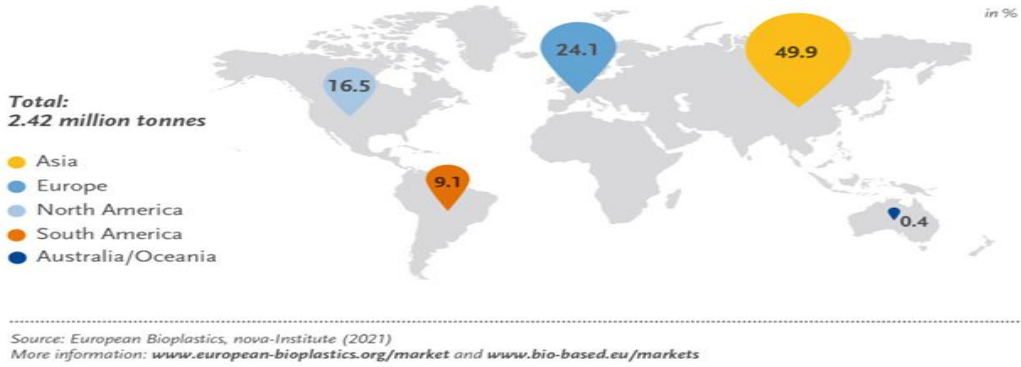 in %
24.1
49.9
16.5
Total:
2.42 million tonnes
Asia
Europe
North America
South America
Australia/Oceania
9.1
0.4
Source: European Bioplastics, nova-Institute (2021)
More information: www.european-bioplastics.org/market and www.bio-based.eu/markets